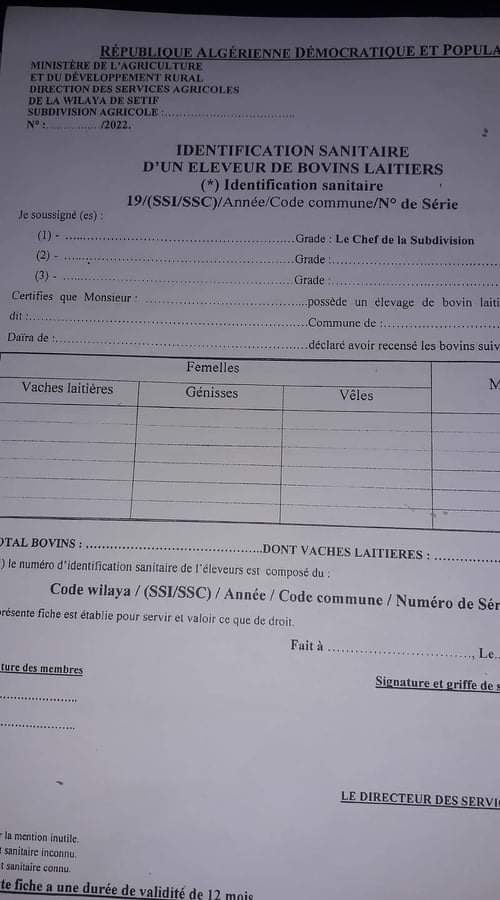 RÉPUBLIQUE ALGÉRIENNE DÉMOCRATIQUE ET POPULA
MINISTÈRE DE L'AGRICULTURE
ET DU DÉVELOPPEMENT RURAL
DIRECTION DES SERVICES AGRICOLES
DE LA WILAYA DE SETIF
SUBDIVISION AGRICOLE :.......................................
N° :................/2022.
IDENTIFICATION SANITAIRE
D'UN ELEVEUR DE BOVINS LAITIERS
(*) Identification sanitaire
19/(SSI/SSC)/Année/Code commune/N° de Série
Je soussigné (es) :
(1) - ................................................................Grade : Le Chef de la Subdivision
(2) - ................................................................Grade :................................
(3) - ................................................................Grade :................................
Certifies que Monsieur : .............................................possède un élevage de bovin laiti
dit :................................................................Commune de :................................
Daïra de :................................................................déclaré avoir recensé les bovins suiv
Femelles
M
Vaches laitières Génisses Vêles
OTAL BOVINS : .............................................DONT VACHES LAITIERES : ................
) le numéro d'identification sanitaire de l'éleveurs est composé du :
Code wilaya / (SSI/SSC) / Année / Code commune / Numéro de Sér
présente fiche est établie pour servir et valoir ce que de droit.
Fait à ...................................., Le..
ture des membres
Signature et griffe de s
........................
........................
LE DIRECTEUR DES SERVI
r la mention inutile.
t sanitaire inconnu.
t sanitaire connu.
te fiche a une durée de validité de 12 mois